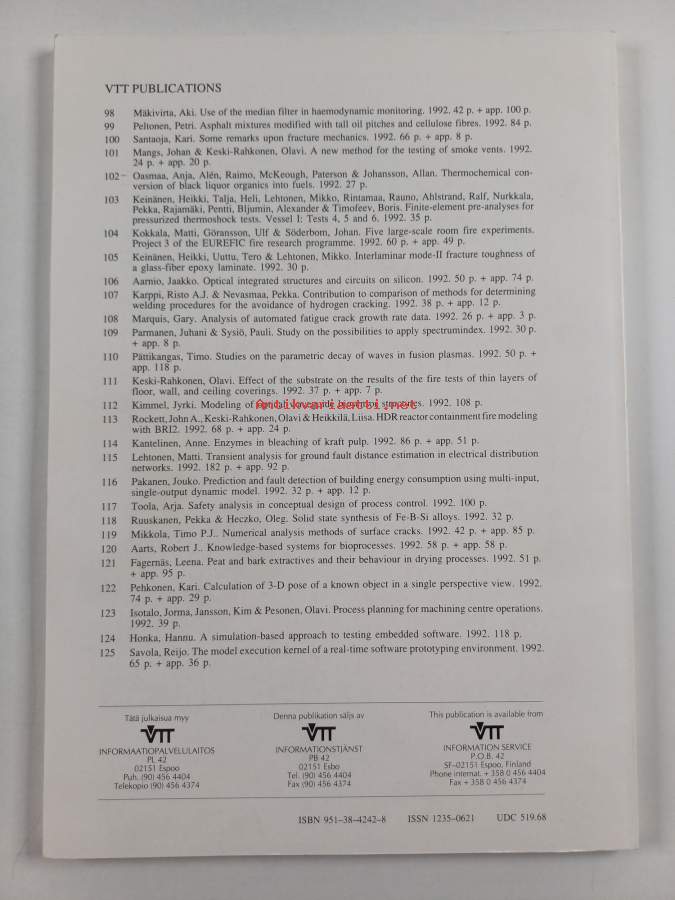 VTT PUBLICATIONS
98 Mäkivirta, Aki. Use of the median filter in haemodynamic monitoring. 1992. 42 p. + app. 100 p.
99 Peltonen, Petri. Asphalt mixtures modified with tall oil pitches and cellulose fibres. 1992. 84 p.
100 Santaoja, Kari. Some remarks upon fracture mechanics. 1992. 66 p. + app. 8 p.
101 Mangs, Johan & Keski-Rahkonen, Olavi. A new method for the testing of smoke vents. 1992.
24 p. + app. 20 p.
102 Oasmaa, Anja, Alén, Raimo, McKeough, Paterson & Johansson, Allan. Thermochemical con-
version of black liquor organics into fuels. 1992. 27 p.
103 Keinänen, Heikki, Talja, Heli, Lehtonen, Mikko, Rintamaa, Rauno, Ahlstrand, Ralf, Nurkkala,
Pekka, Rajamäki, Pentti, Bljumin, Alexander & Timofeev, Boris. Finite-element pre-analyses for
pressurized thermoshock tests. Vessel I: Tests 4, 5 and 6. 1992. 35 p.
104 Kokkala, Matti, Göransson, Ulf & Söderbom, Johan. Five large-scale room fire experiments.
Project 3 of the EUREFIC fire research programme. 1992. 60 p. + app. 49 p.
105 Keinänen, Heikki, Uuttu, Tero & Lehtonen, Mikko. Interlaminar mode-II fracture toughness of
a glass-fiber epoxy laminate. 1992. 30 p.
106 Aarnio, Jaakko. Optical integrated structures and circuits on silicon. 1992. 50 p. + app. 74 p.
107 Karppi, Risto A.J. & Nevasmaa, Pekka. Contribution to comparison of methods for determining
welding procedures for the avoidance of hydrogen cracking. 1992. 38 p. + app. 12 p.
108 Marquis, Gary. Analysis of automated fatigue crack growth rate data. 1992. 26 p. + app. 3 p.
109 Parmanen, Juhani & Sysiö, Pauli. Study on the possibilities to apply spectrumindex. 1992. 30 p.
+ app. 8 p.
110 Pättikangas, Timo. Studies on the parametric decay of waves in fusion plasmas. 1992. 50 p. +
app. 118 p.
111 Keski-Rahkonen, Olavi. Effect of the substrate on the results of the fire tests of thin layers of
floor, wall, and ceiling coverings. 1992. 37 p. + app. 7 p.
112 Kimmel, Jyrki. Modeling of optical waveguide structures. 1992. 108 p.
Antikvariaatti.net
113 Rockett, John A., Keski-Rahkonen, Olavi & Heikkilä, Liisa. HDR reactor containment fire modeling
with BRI2. 1992. 68 p. + app. 24 p.
114 Kantelinen, Anne. Enzymes in bleaching of kraft pulp. 1992. 86 p. + app. 51 p.
115 Lehtonen, Matti. Transient analysis for ground fault distance estimation in electrical distribution
networks. 1992. 182 p. + app. 92 p.
116 Pakanen, Jouko. Prediction and fault detection of building energy consumption using multi-input,
single-output dynamic model. 1992. 32 p. + app. 12 p.
117 Toola, Arja. Safety analysis in conceptual design of process control. 1992. 100 p.
118 Ruuskanen, Pekka & Heczko, Oleg. Solid state synthesis of Fe-B-Si alloys. 1992. 32 p.
119 Mikkola, Timo P.J.. Numerical analysis methods of surface cracks. 1992. 42 p. + app. 85 p.
120 Aarts, Robert J.. Knowledge-based systems for bioprocesses. 1992. 58 p. + app. 58 p.
121 Fagernäs, Leena. Peat and bark extractives and their behaviour in drying processes. 1992. 51 p.
+ app. 95 p.
122 Pehkonen, Kari. Calculation of 3-D pose of a known object in a single perspective view. 1992.
74 p. + app. 29 p.
123 Isotalo, Jorma, Jansson, Kim & Pesonen, Olavi. Process planning for machining centre operations.
1992. 39 p.
124 Honka, Hannu. A simulation-based approach to testing embedded software. 1992. 118 p.
125 Savola, Reijo. The model execution kernel of a real-time software prototyping environment. 1992.
65 p. + app. 36 p.
Tätä julkaisua myy
VTT
INFORMAATIOPALVELULAITOS
PL 42
02151 Espoo
Puh. (90) 456 4404
Telekopio (90) 456 4374
Denna publikation säljs av
VTT
INFORMATIONSTJÄNST
PB 42
02151 Esbo
Tel. (90) 456 4404
Fax (90) 456 4374
This publication is available from
VTT
INFORMATION SERVICE
P.O.B. 42
SF-02151 Espoo, Finland
Phone internat. + 358 0 456 4404
Fax + 358 0 456 4374
ISBN 951-38-4242-8 ISSN 1235-0621 UDC 519.68